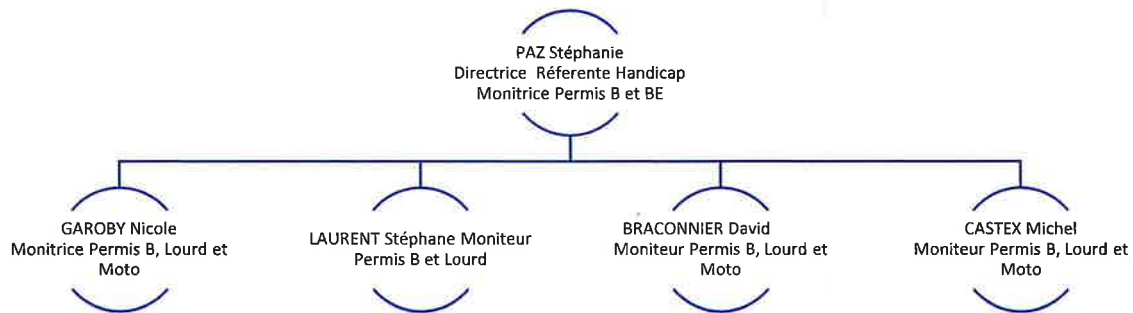 PAZ Stéphanie
Directrice Réferente Handicap
Monitrice Permis B et BE
GAROBY Nicole
Monitrice Permis B, Lourd et
Moto
LAURENT Stéphane Moniteur
Permis B et Lourd
BRACONNIER David
Moniteur Permis B, Lourd et
Moto
CASTEX Michel
Moniteur Permis B, Lourd et
Moto